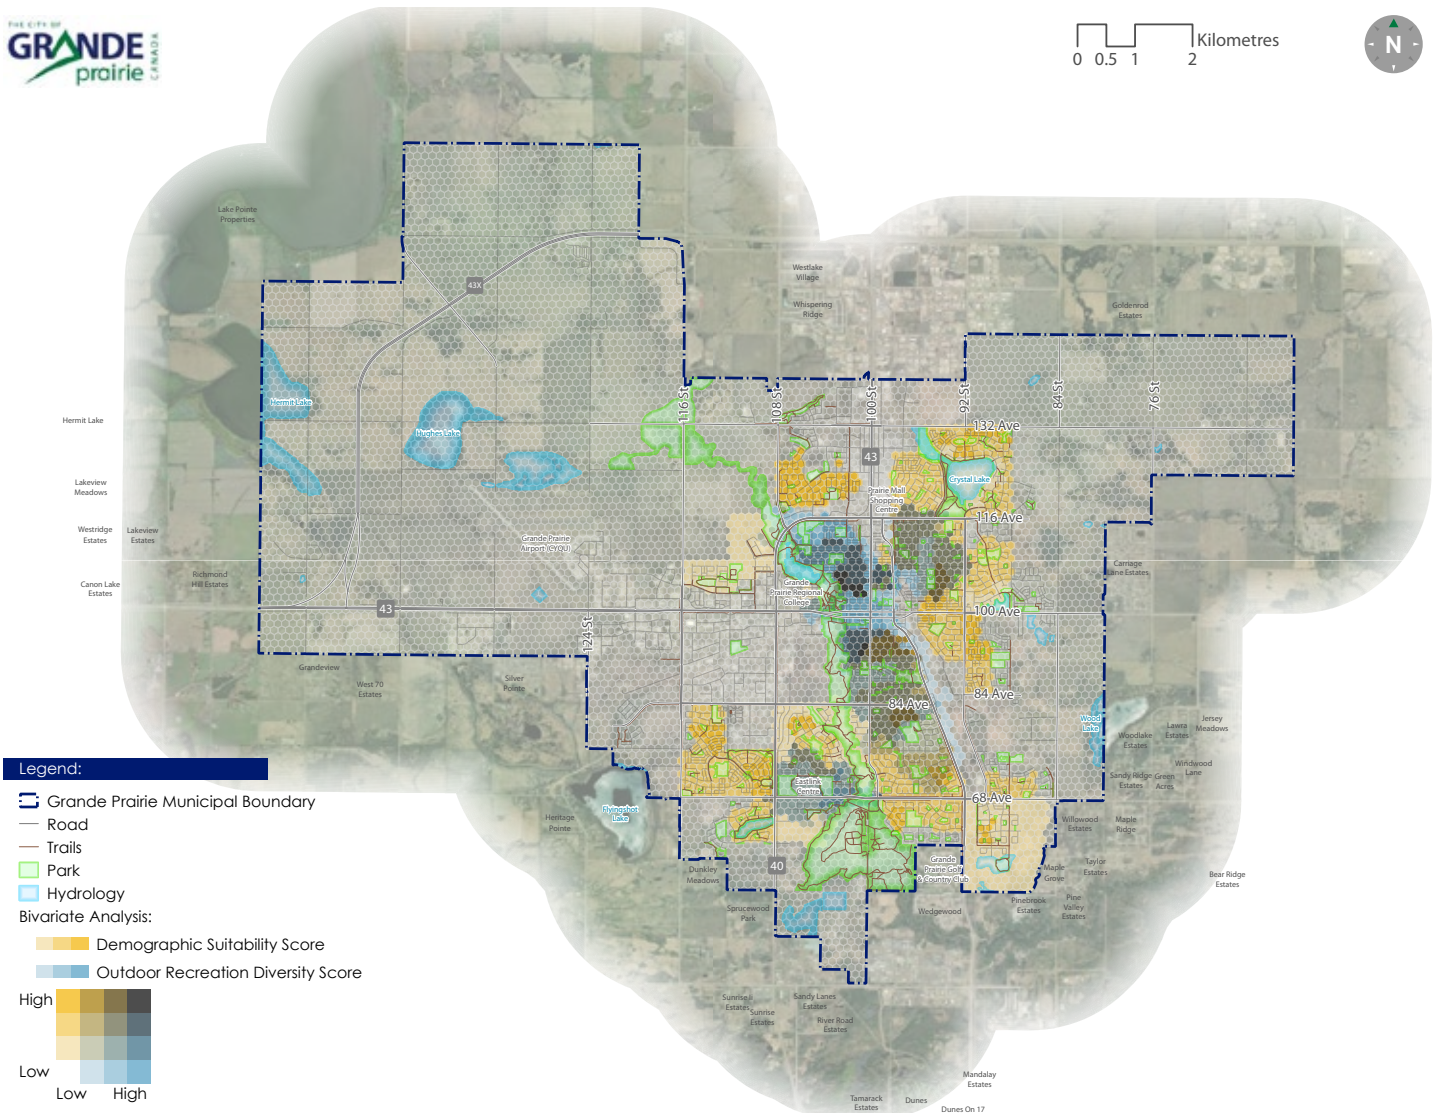 THE CITY OF
GRANDE
prairie
CANADA
Kilometres
0 0.5 1 2
N
Lake Pointe
Properties
Westlake
Village
Whispering
Ridge
43X
Goldenrod
Estates
Hermit Lake
Hermit Lake
Hughes Lake
116 St
108 St
100 St
92 St
84 St
76 St
132 Ave
43
Crystal Lake
Prairie Mall
Shopping
Centre
116 Ave
Lakeview
Meadows
Westridge
Estates
Lakeview
Estates
Grande Prairie
Airport (CYQU)
Canon Lake
Estates
Richmond
Hill Estates
Carriage
Lane Estates
Grande
Prairie Regional
College
43
100 Ave
124 St
Grandeview
West 70
Estates
Silver
Pointe
84 Ave
84 Ave
Wood
Lake
Woodlake
Estates
Lawra
Estates
Jersey
Meadows
Windwood
Lane
Sandy Ridge
Estates
Green
Acres
Eastlink
Centre
68 Ave
Flyingshot
Lake
Heritage
Pointe
Willowood
Estates
Maple
Ridge
40
Dunkley
Meadows
Grande
Prairie Golf
& Country Club
Maple
Grove
Taylor
Estates
Bear Ridge
Estates
Sprucewood
Park
Wedgewood
Pinebrook
Estates
Pine
Valley
Estates
Sunrise
Estates
Sunrise
Estates
Sandy Lanes
Estates
River Road
Estates
Mandalay
Estates
Tamarack
Estates
Dunes
Dunes On 17
Legend:
Grande Prairie Municipal Boundary
Road
Trails
Park
Hydrology
Bivariate Analysis:
Demographic Suitability Score
Outdoor Recreation Diversity Score
High
Low
Low High